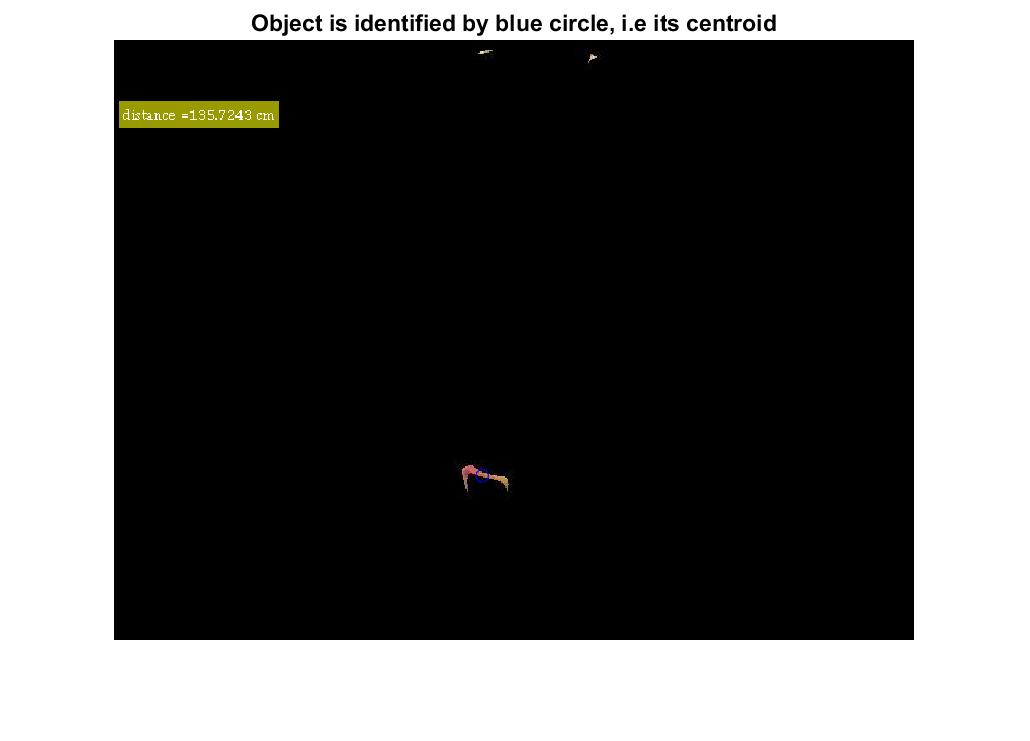 Object is identified by blue circle, i.e its centroid
distance =135.7243 cm